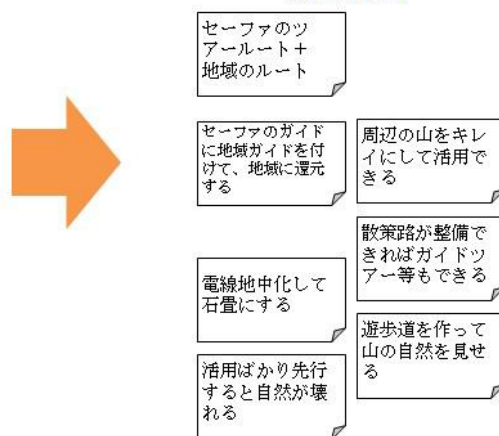 セーファのツ
アールート＋
地域のルート
セーファのガイド
に地域ガイドを付
けて、地域に還元
する
周辺の山をキレ
イにして活用で
きる
散策路が整備で
きればガイドツ
アー等もできる
電線地中化して
石畳にする
遊歩道を作って
山の自然を見せ
る
活用ばかり先行
すると自然が壊
れる